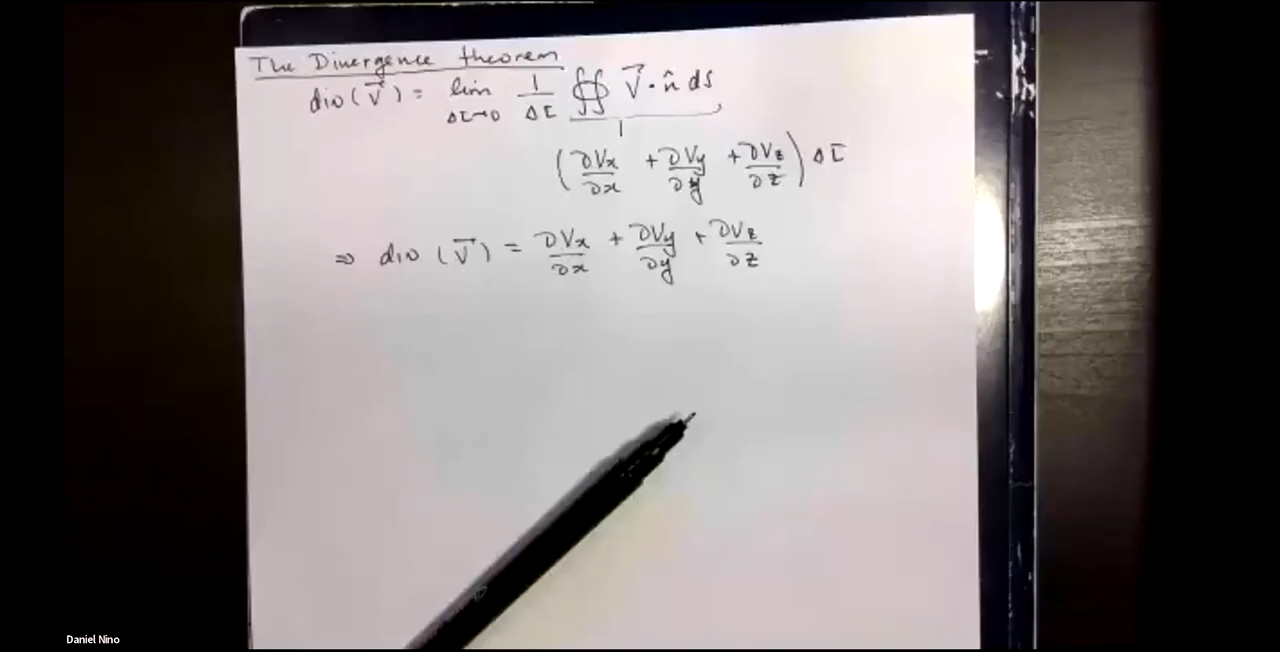 The Divergence theorem
div(V⃗) = lim Δτ→0 1/Δτ ∯ V⃗ · n̂ ds
(∂Vx/∂x + ∂Vy/∂y + ∂Vz/∂z) Δτ
⇒ div (V⃗) = ∂Vx/∂x + ∂Vy/∂y + ∂Vz/∂z
Daniel Nino